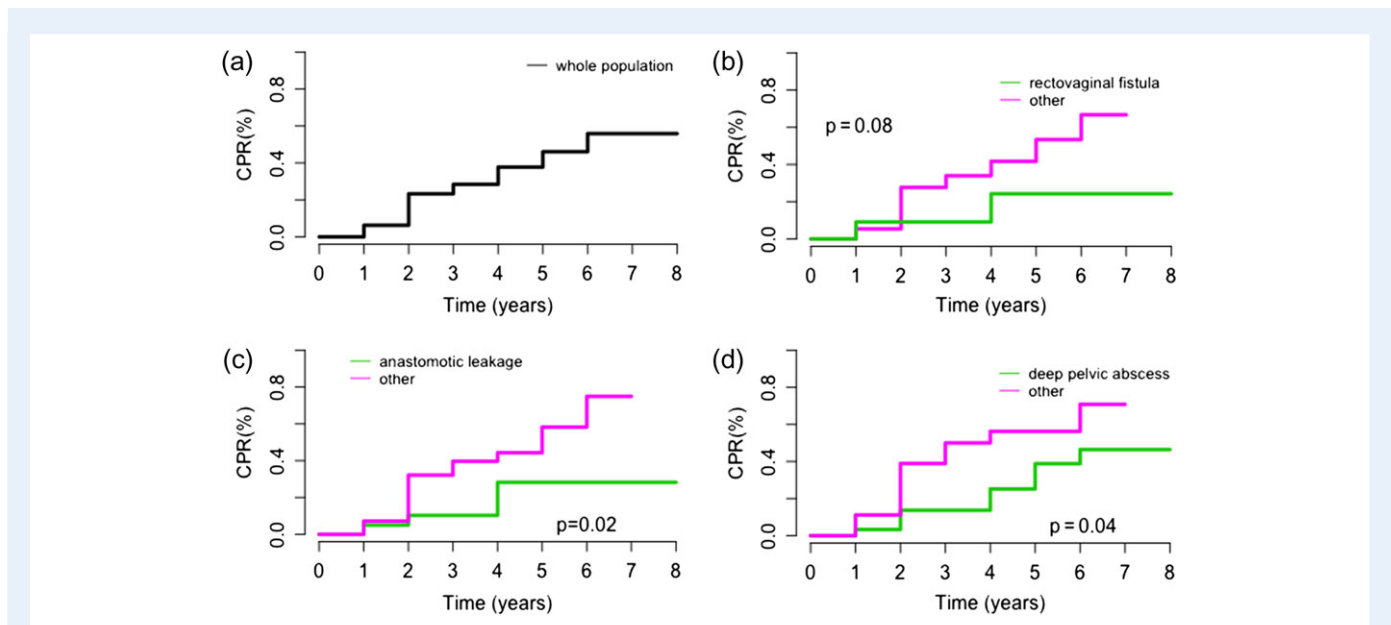 (a)
whole population
CPR(%)
0.0 0.4 0.8
0 1 2 3 4 5 6 7 8
Time (years)
(b)
rectovaginal fistula
other
p = 0.08
CPR(%)
0.0 0.4 0.8
0 1 2 3 4 5 6 7 8
Time (years)
(c)
anastomotic leakage
other
p=0.02
CPR(%)
0.0 0.4 0.8
0 1 2 3 4 5 6 7 8
Time (years)
(d)
deep pelvic abscess
other
p = 0.04
CPR(%)
0.0 0.4 0.8
0 1 2 3 4 5 6 7 8
Time (years)